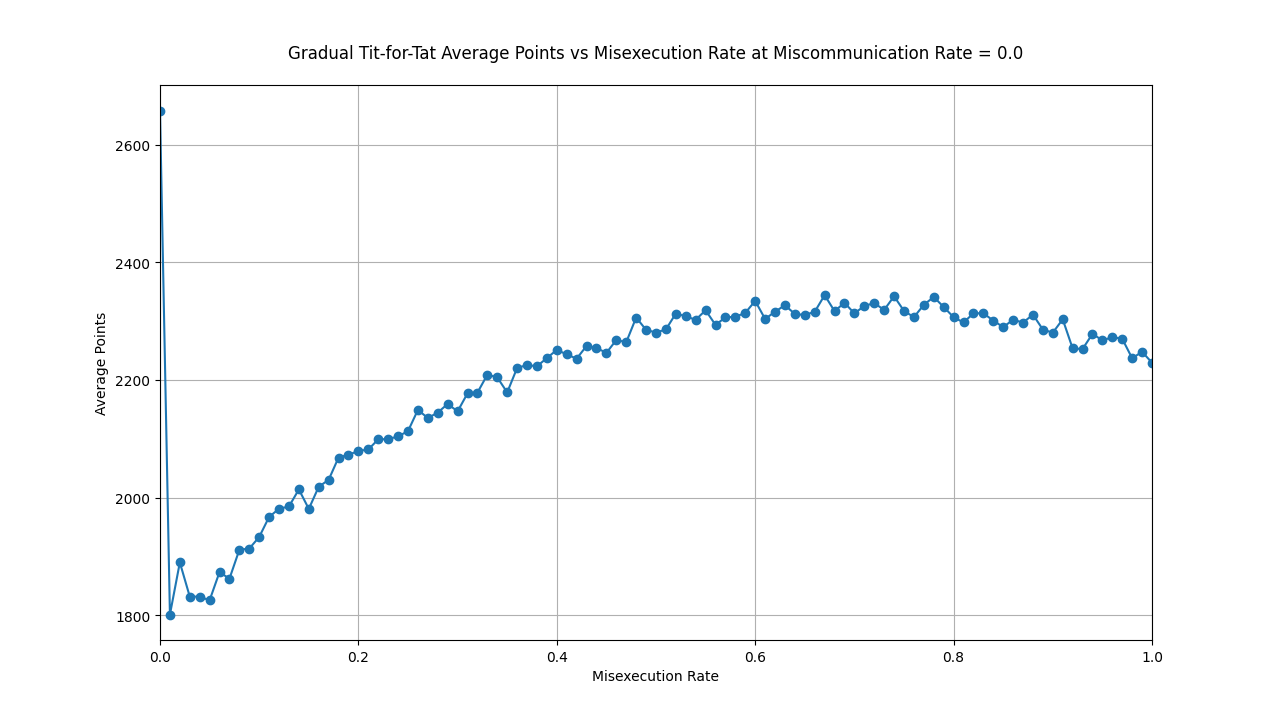 Gradual Tit-for-Tat Average Points vs Misexecution Rate at Miscommunication Rate = 0.0
2600
2400
2200
2000
1800
Average Points
0.0 0.2 0.4 0.6 0.8 1.0
Misexecution Rate